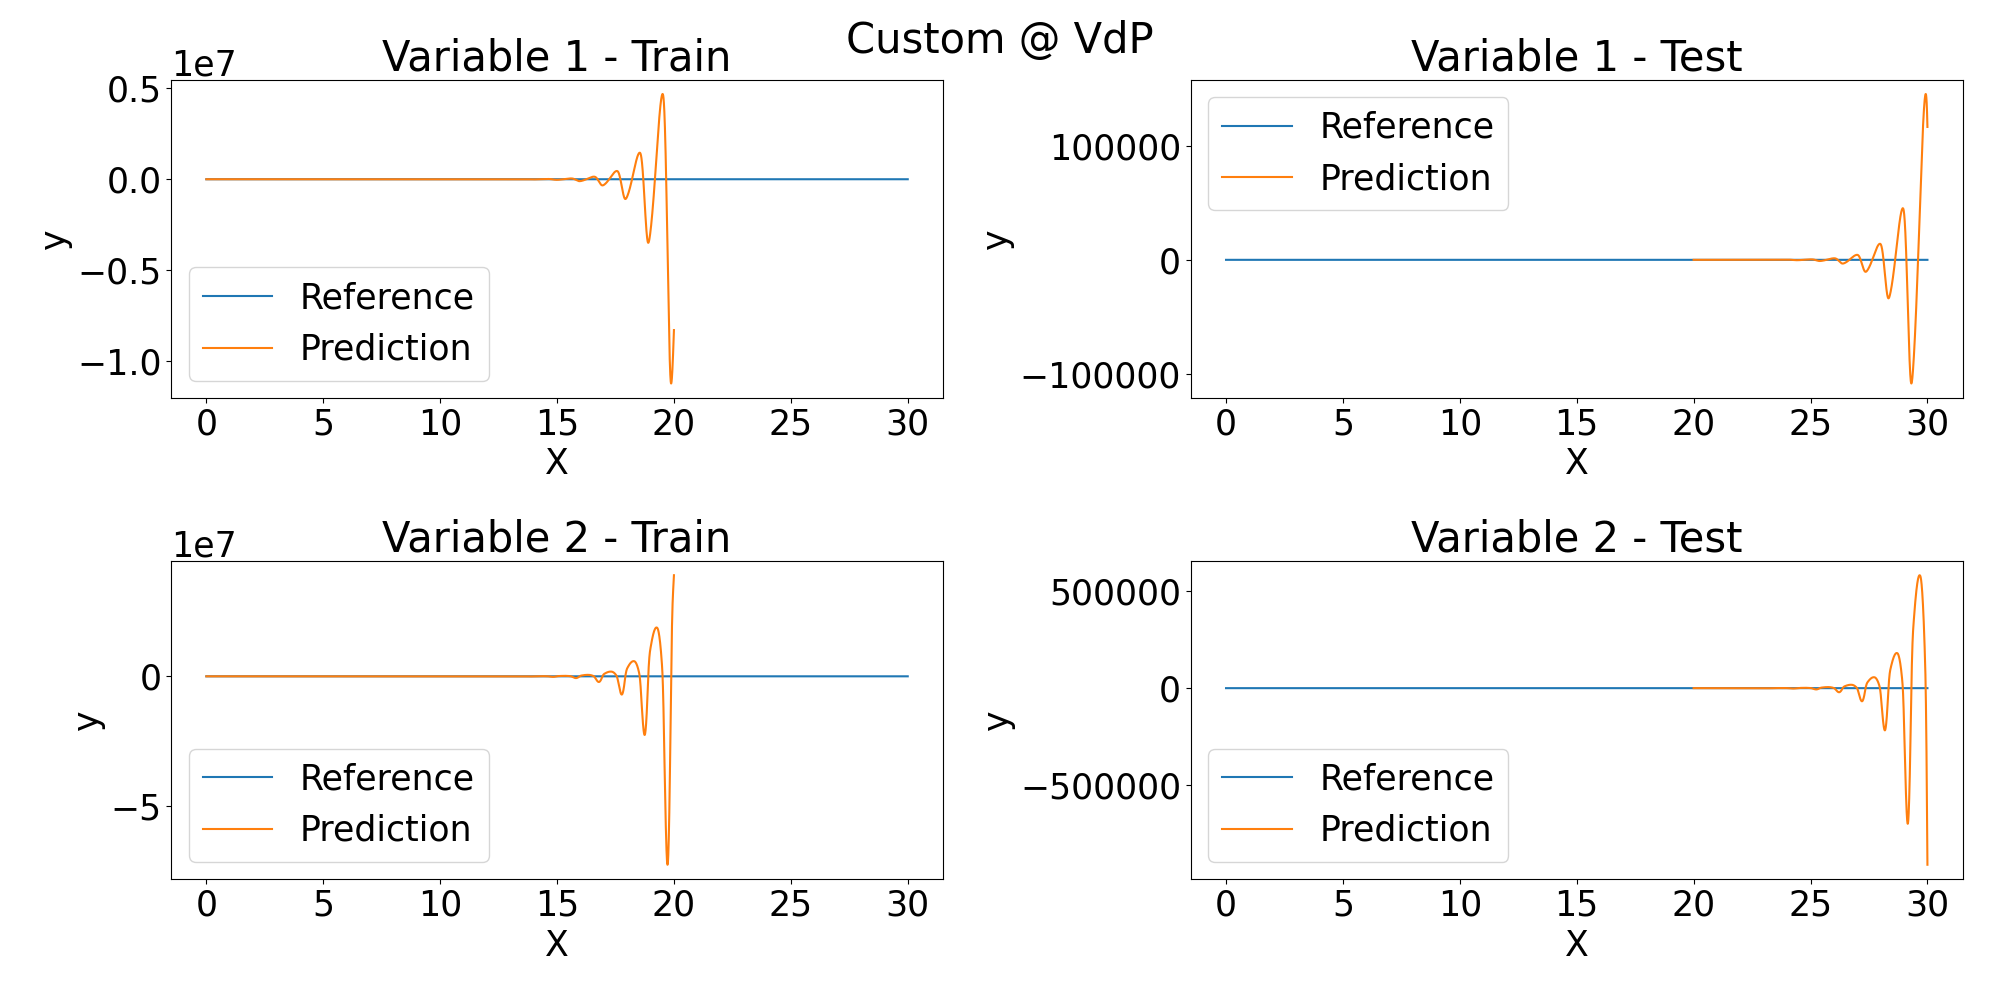 Custom @ VdP
Variable 1 - Train
1e7
0.5
0.0
−0.5
−1.0
y
Reference
Prediction
0 5 10 15 20 25 30
X
Variable 1 - Test
100000
0
−100000
y
Reference
Prediction
0 5 10 15 20 25 30
X
Variable 2 - Train
1e7
0
−5
y
Reference
Prediction
0 5 10 15 20 25 30
X
Variable 2 - Test
500000
0
−500000
y
Reference
Prediction
0 5 10 15 20 25 30
X